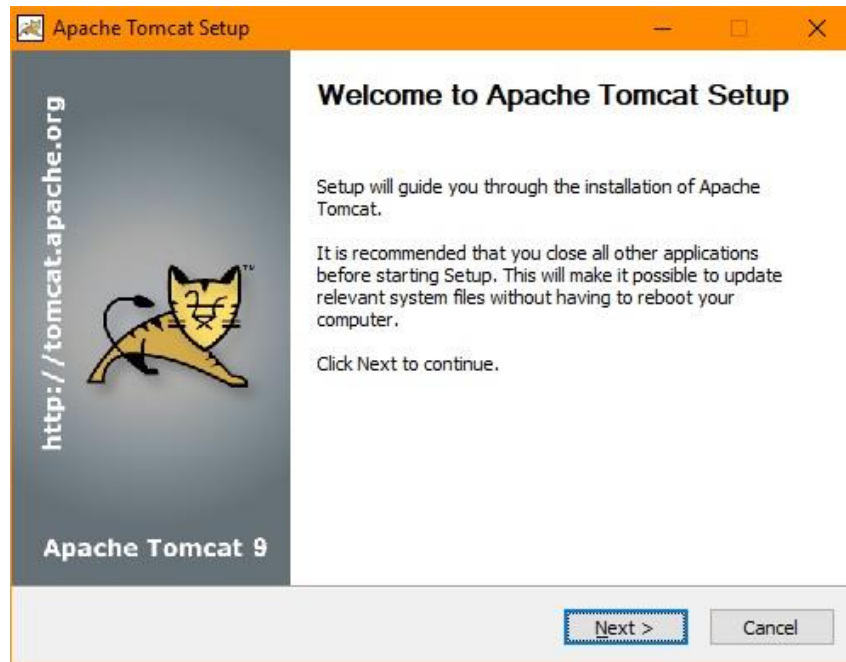 Apache Tomcat Setup
http://tomcat.apache.org
Apache Tomcat 9
Welcome to Apache Tomcat Setup
Setup will guide you through the installation of Apache
Tomcat.
It is recommended that you close all other applications
before starting Setup. This will make it possible to update
relevant system files without having to reboot your
computer.
Click Next to continue.
TM
Next >
Cancel